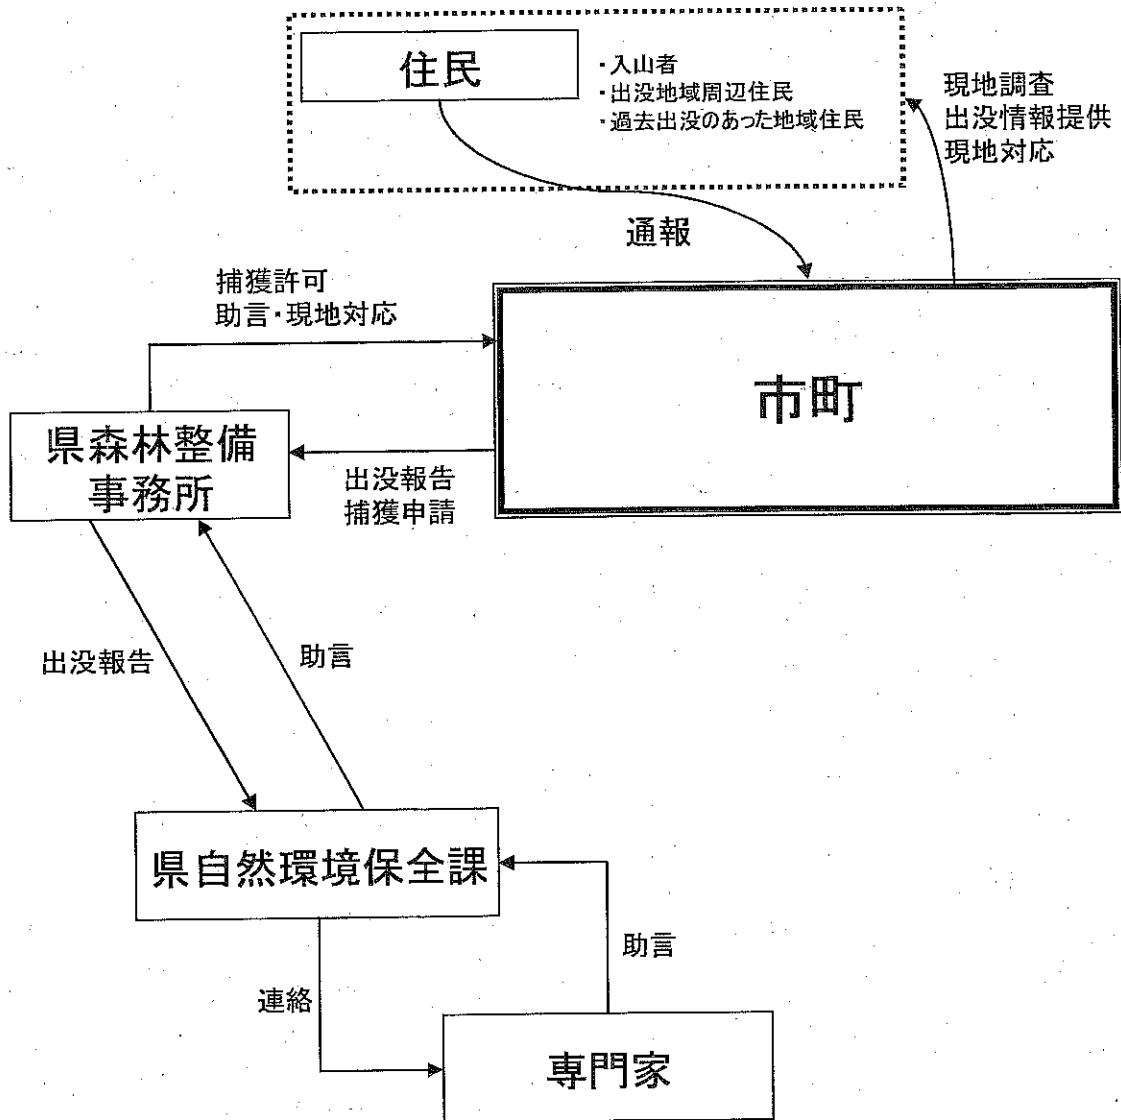 住民
・入山者
・出没地域周辺住民
・過去出没のあった地域住民
現地調査
出没情報提供
現地対応
通報
捕獲許可
助言・現地対応
市町
県森林整備
事務所
出没報告
捕獲申請
出没報告
助言
県自然環境保全課
助言
連絡
専門家